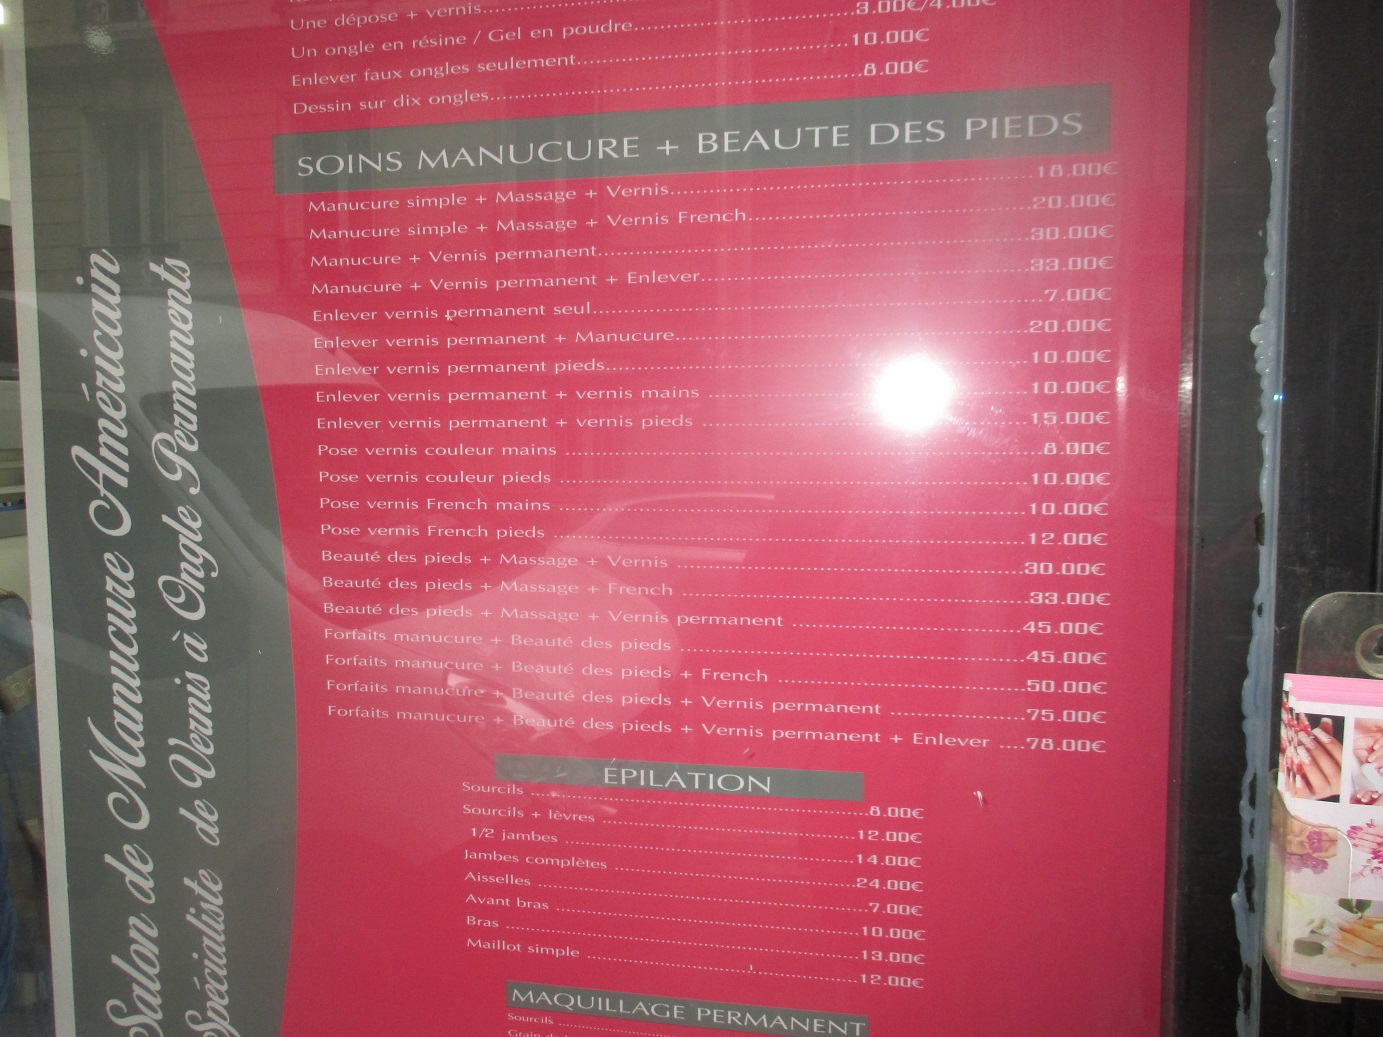 Une dépose + vernis
Un ongle en résine / Gel en poudre 3.00€/4.00€
Enlever faux ongles seulement 10.00€
Dessin sur dix ongles 8.00€
SOINS MANUCURE + BEAUTE DES PIEDS
Manucure simple + Massage + Vernis 18.00€
Manucure simple + Massage + Vernis French 20.00€
Manucure + Vernis permanent 30.00€
Manucure + Vernis permanent + Enlever 33.00€
Enlever vernis permanent seul 7.00€
Enlever vernis permanent + Manucure 20.00€
Enlever vernis permanent pieds 10.00€
Enlever vernis permanent + vernis mains 10.00€
Enlever vernis permanent + vernis pieds 15.00€
Pose vernis couleur mains 8.00€
Pose vernis couleur pieds 10.00€
Pose vernis French mains 10.00€
Pose vernis French pieds 12.00€
Beauté des pieds + Massage + Vernis 30.00€
Beauté des pieds + Massage + French 33.00€
Beauté des pieds + Massage + Vernis permanent 45.00€
Forfaits manucure + Beauté des pieds 45.00€
Forfaits manucure + Beauté des pieds + French 50.00€
Forfaits manucure + Beauté des pieds + Vernis permanent 75.00€
Forfaits manucure + Beauté des pieds + Vernis permanent + Enlever 78.00€
ÉPILATION
Sourcils 8.00€
Sourcils + lèvres 12.00€
1/2 jambes 14.00€
Jambes complètes 24.00€
Aisselles 7.00€
Avant bras 10.00€
Bras 13.00€
Maillot simple 12.00€
MAQUILLAGE PERMANENT
Sourcils
Salon de Manucure Américain
Spécialiste de Vernis à Ongle Permanents